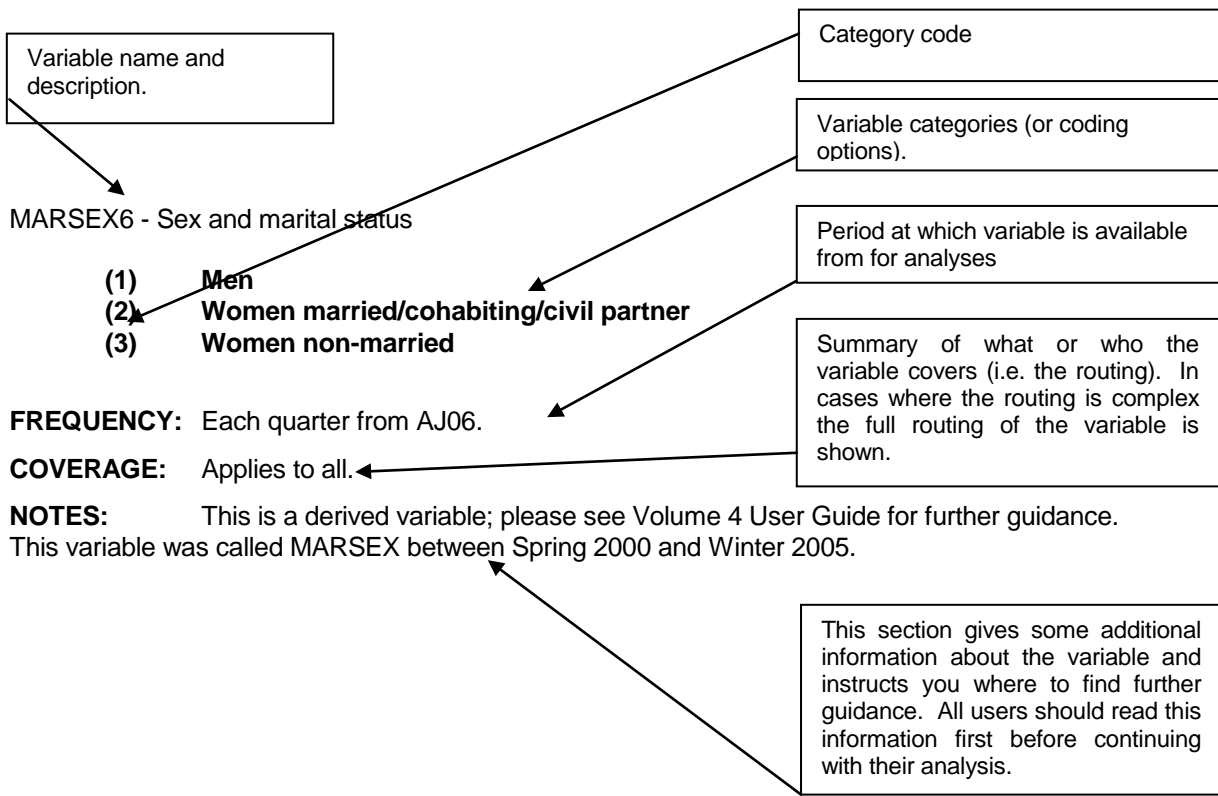 Variable name and
description.
Category code
Variable categories (or coding
options).
MARSEX6 - Sex and marital status
Period at which variable is available
from for analyses
(1) Men
(2) Women married/cohabiting/civil partner
(3) Women non-married
Summary of what or who the
variable covers (i.e. the routing). In
cases where the routing is complex
the full routing of the variable is
shown.
FREQUENCY: Each quarter from AJ06.
COVERAGE: Applies to all.
NOTES: This is a derived variable; please see Volume 4 User Guide for further guidance.
This variable was called MARSEX between Spring 2000 and Winter 2005.
This section gives some additional
information about the variable and
instructs you where to find further
guidance. All users should read this
information first before continuing
with their analysis.